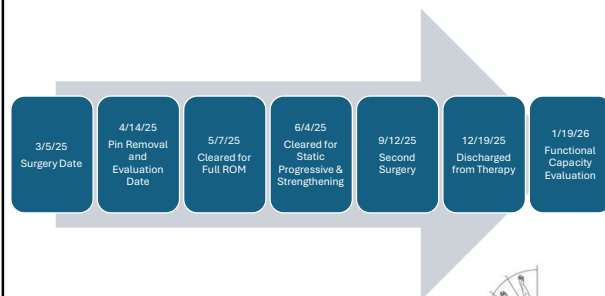 3/5/25
Surgery Date
4/14/25
Pin Removal
and
Evaluation
Date
5/7/25
Cleared for
Full ROM
6/4/25
Cleared for
Static
Progressive &
Strengthening
9/12/25
Second
Surgery
12/19/25
Discharged
from Therapy
1/19/26
Functional
Capacity
Evaluation